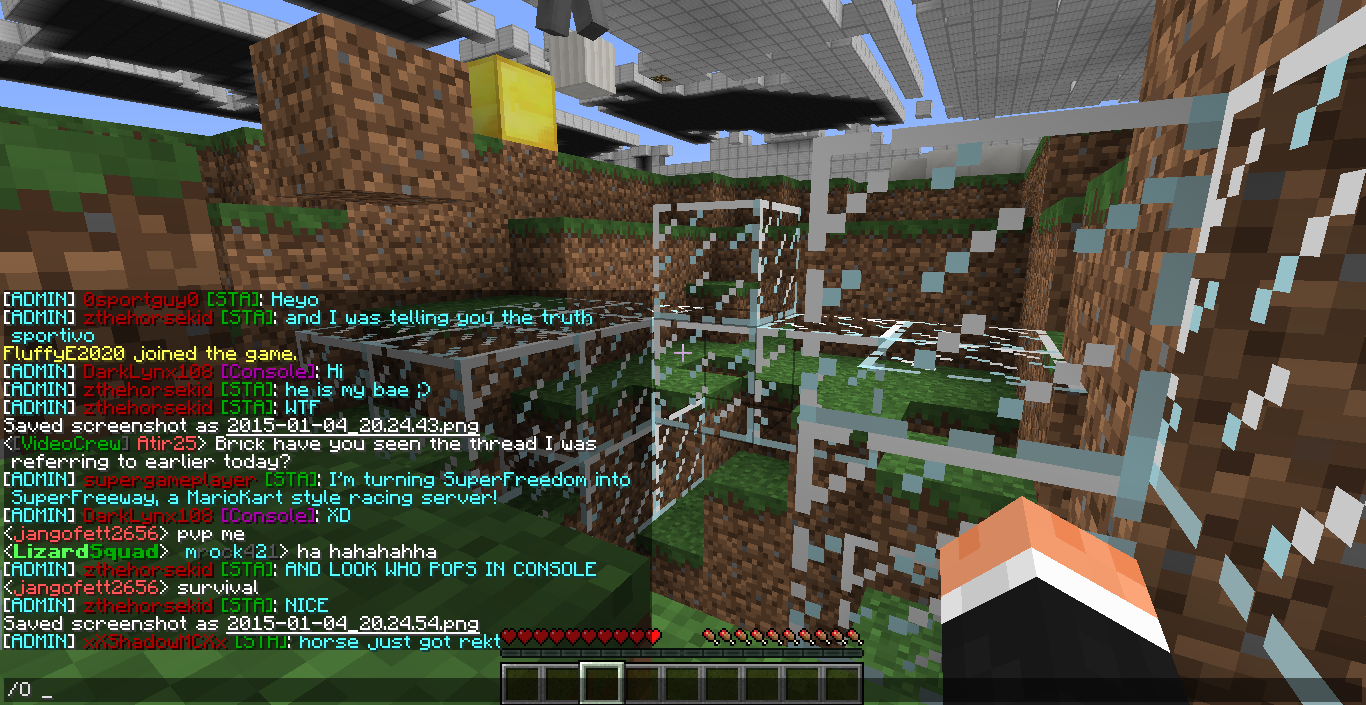 [ADMIN] 0sportguy0 [STA]: Heyo
[ADMIN] zthehorsekid [STA]: and I was telling you the truth
sportivo
FluffyE2020 joined the game.
[ADMIN] DarkLynx108 [Console]: Hi
[ADMIN] zthehorsekid [STA]: he is my bae ;)
[ADMIN] zthehorsekid [STA]: WTF
Saved screenshot as 2015-01-04_20.24.43.png
<[VideoCrew] Atir25> Brick have you seen the thread I was
referring to earlier today?
[ADMIN] supergameplayer [STA]: I'm turning SuperFreedom into
SuperFreeway, a MarioKart style racing server!
[ADMIN] DarkLynx108 [Console]: XD
<jangofett2656> pvp me
<LizardSquad> mrock421> ha hahahahha
[ADMIN] zthehorsekid [STA]: AND LOOK WHO POPS IN CONSOLE
<jangofett2656> survival
[ADMIN] zthehorsekid [STA]: NICE
Saved screenshot as 2015-01-04_20.24.54.png
[ADMIN] xXShadowMCXx [STA]: horse just got rekt
/O _